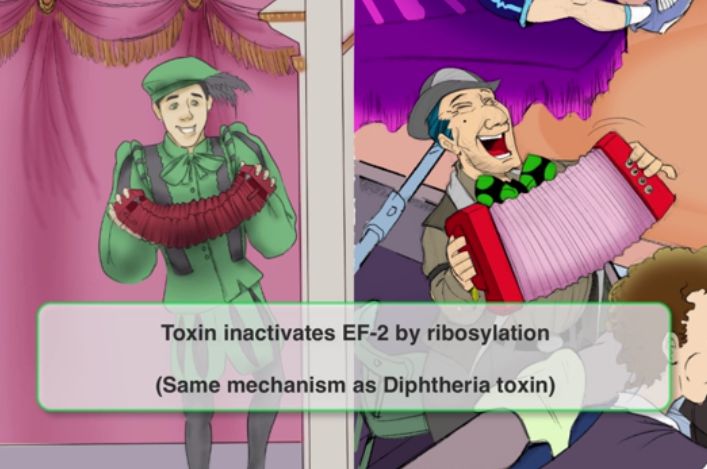 Toxin inactivates EF-2 by ribosylation
(Same mechanism as Diphtheria toxin)